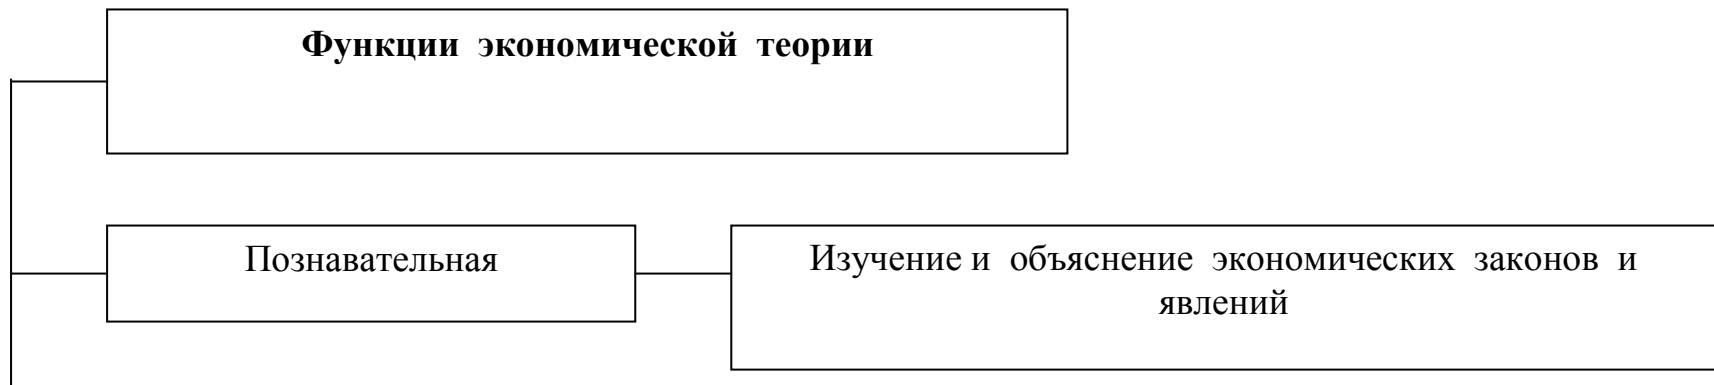 Функции экономической теории
Познавательная
Изучение и объяснение экономических законов и
явлений